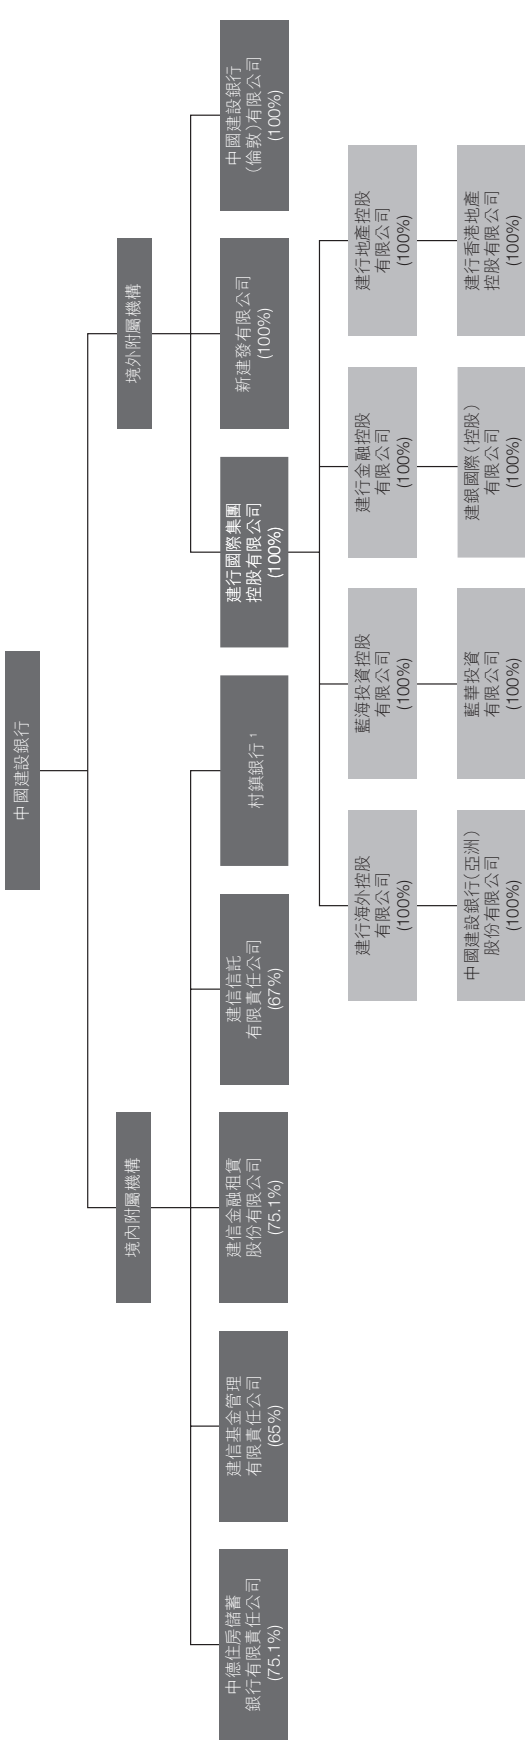 中國建設銀行
境內附屬機構
境外附屬機構
中德住房儲蓄
銀行有限責任公司
(75.1%)
建信基金管理
有限責任公司
(65%)
建信金融租賃
股份有限公司
(75.1%)
建信信託
有限責任公司
(67%)
村鎮銀行¹
建行國際集團
控股有限公司
(100%)
新建發有限公司
(100%)
中國建設銀行
(倫敦)有限公司
(100%)
建行海外控股
有限公司
(100%)
藍海投資控股
有限公司
(100%)
建行金融控股
有限公司
(100%)
建行地產控股
有限公司
(100%)
中國建設銀行(亞洲)
股份有限公司
(100%)
藍華投資
有限公司
(100%)
建銀國際(控股)
有限公司
(100%)
建行香港地產
控股有限公司
(100%)